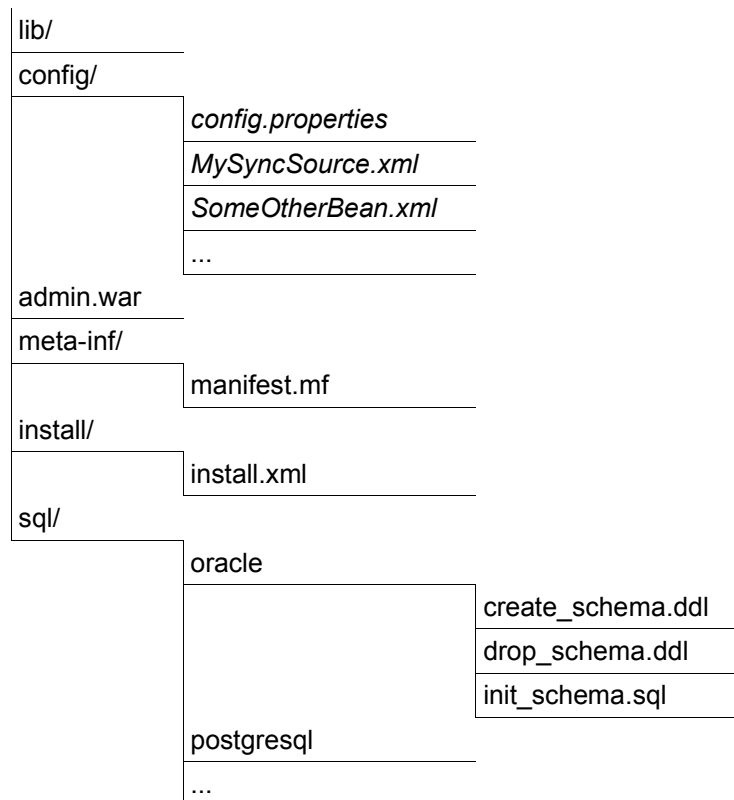 lib/
config/
config.properties
MySyncSource.xml
SomeOtherBean.xml
...
admin.war
meta-inf/
manifest.mf
install/
install.xml
sql/
oracle
create_schema.ddl
drop_schema.ddl
init_schema.sql
postgresql
...